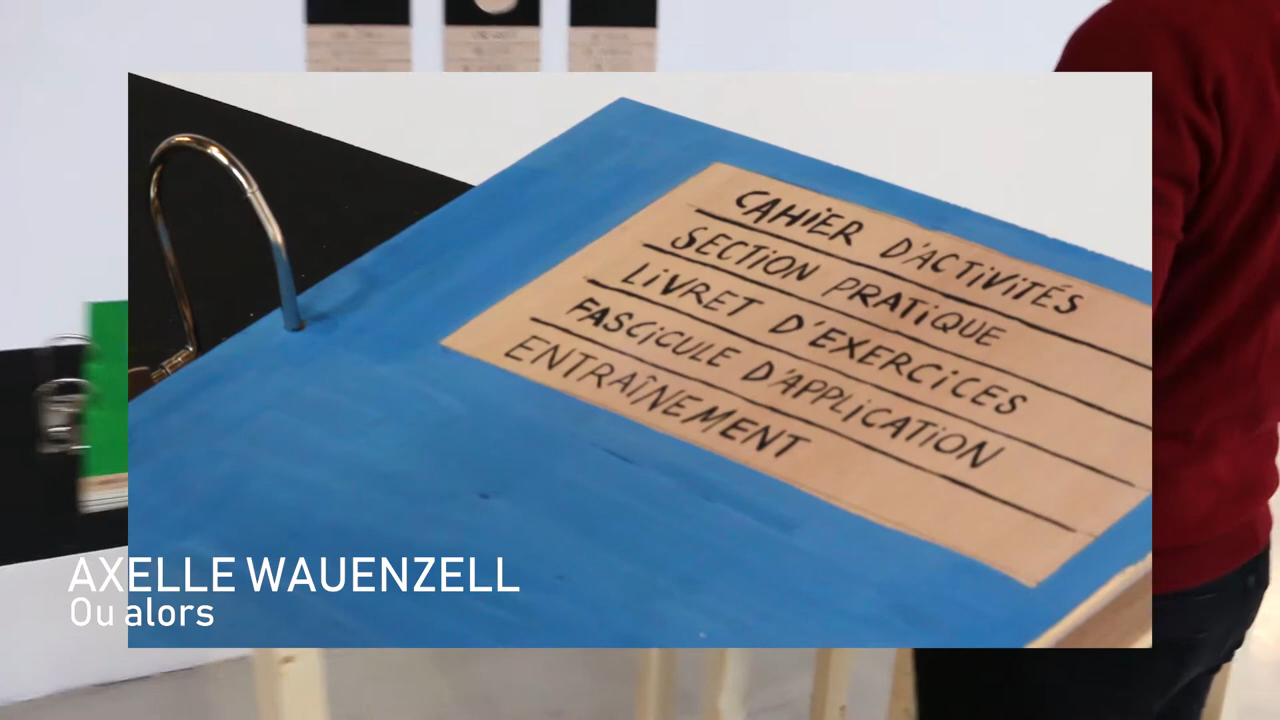 CAHiER D'ACTiViTÉS
SECTiON PRATiQUE
LiVRET D'EXERCiCES
FASCiCULE D'APPLiCATiON
ENTRAÎNEMENT
AXELLE WAUENZELL
Ou alors